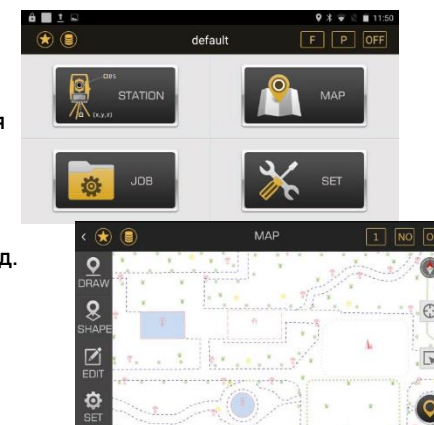 11:50
default
F P OFF
OBS
STATION
(x,y,z)
MAP
я
JOB
SET
д.
MAP
1 NO
DRAW
SHAPE
EDIT
SET